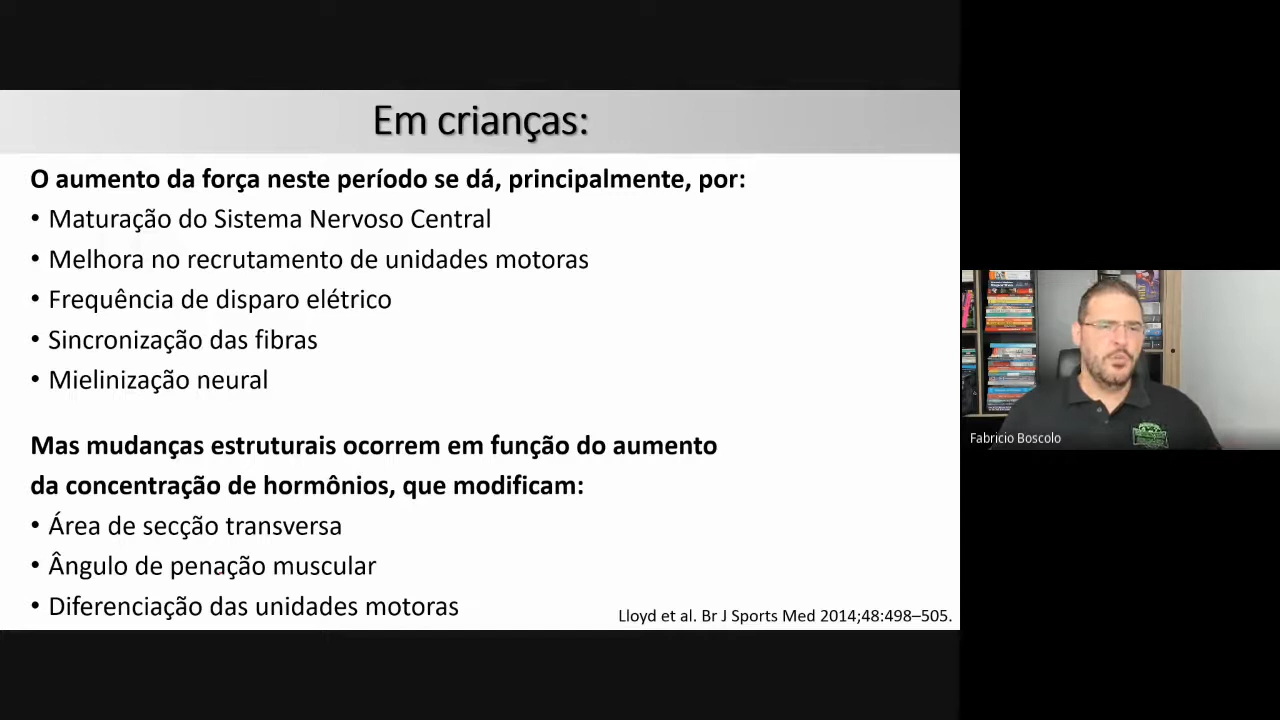 Em crianças:
O aumento da força neste período se dá, principalmente, por:
• Maturação do Sistema Nervoso Central
• Melhora no recrutamento de unidades motoras
• Frequência de disparo elétrico
• Sincronização das fibras
• Mielinização neural
Mas mudanças estruturais ocorrem em função do aumento
da concentração de hormônios, que modificam:
• Área de secção transversa
• Ângulo de penação muscular
• Diferenciação das unidades motoras
Lloyd et al. Br J Sports Med 2014;48:498–505.
Fabricio Boscolo